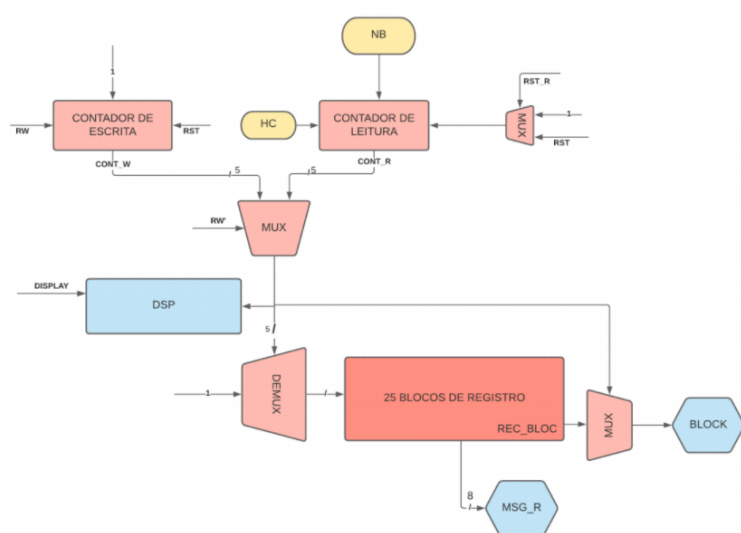 NB
1
RST_R
CONTADOR DE
ESCRITA
RW
RST
HC
CONTADOR DE
LEITURA
MUX
1
RST
CONT_W
CONT_R
5
5
RW'
MUX
DISPLAY
DSP
5
1
DEMUX
25 BLOCOS DE REGISTRO
REC_BLOC
MUX
BLOCK
8
MSG_R